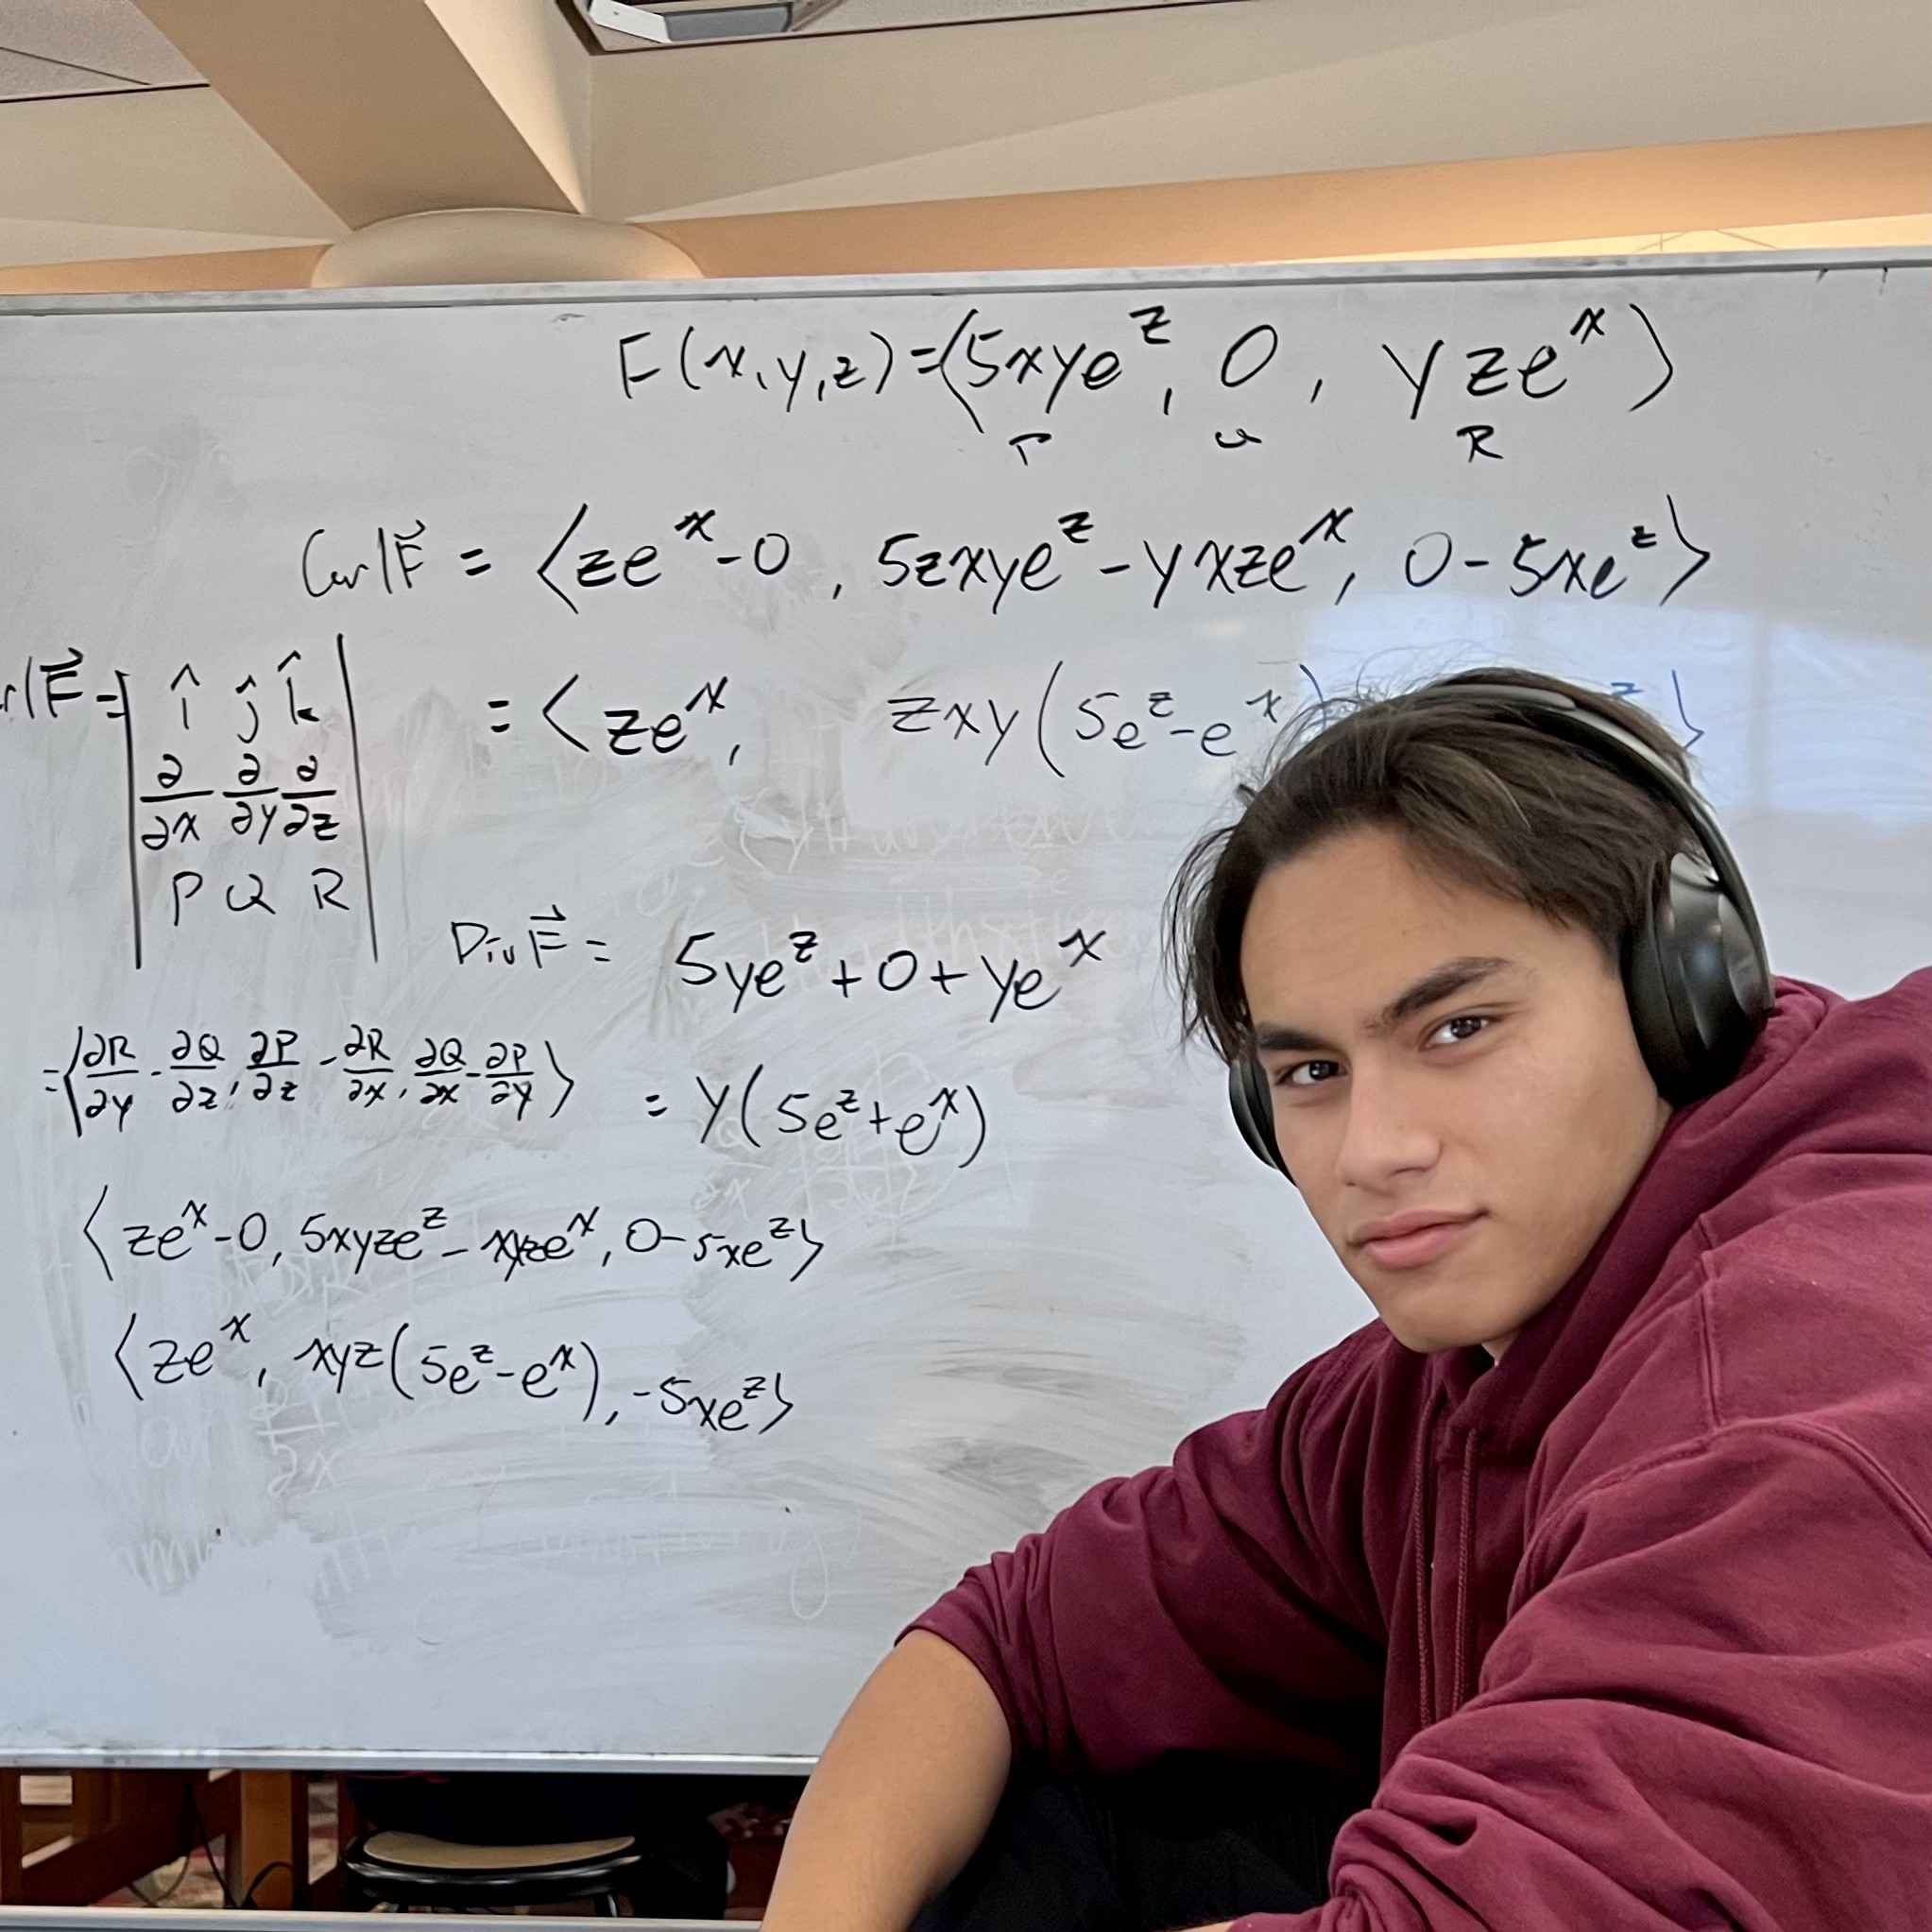 F(x,y,z)=⟨5xye^z, 0, yze^x⟩
R
Curl F⃗ = ⟨ze^x-0, 5zxye^z-yxze^x, 0-5xe^z⟩
= ⟨ze^x, zxy(5e^z-e^x) z⟩
rl F⃗ = | î ĵ k̂ |
∂/∂x ∂/∂y ∂/∂z
P Q R
Div F⃗ = 5ye^z+0+ye^x
= y(5e^z+e^x)
=⟨∂R/∂y - ∂Q/∂z, ∂P/∂z - ∂R/∂x, ∂Q/∂x - ∂P/∂y⟩
⟨ze^x-0, 5xyze^z-xyze^x, 0-5xe^z⟩
⟨ze^x, xyz(5e^z-e^x), -5xe^z⟩